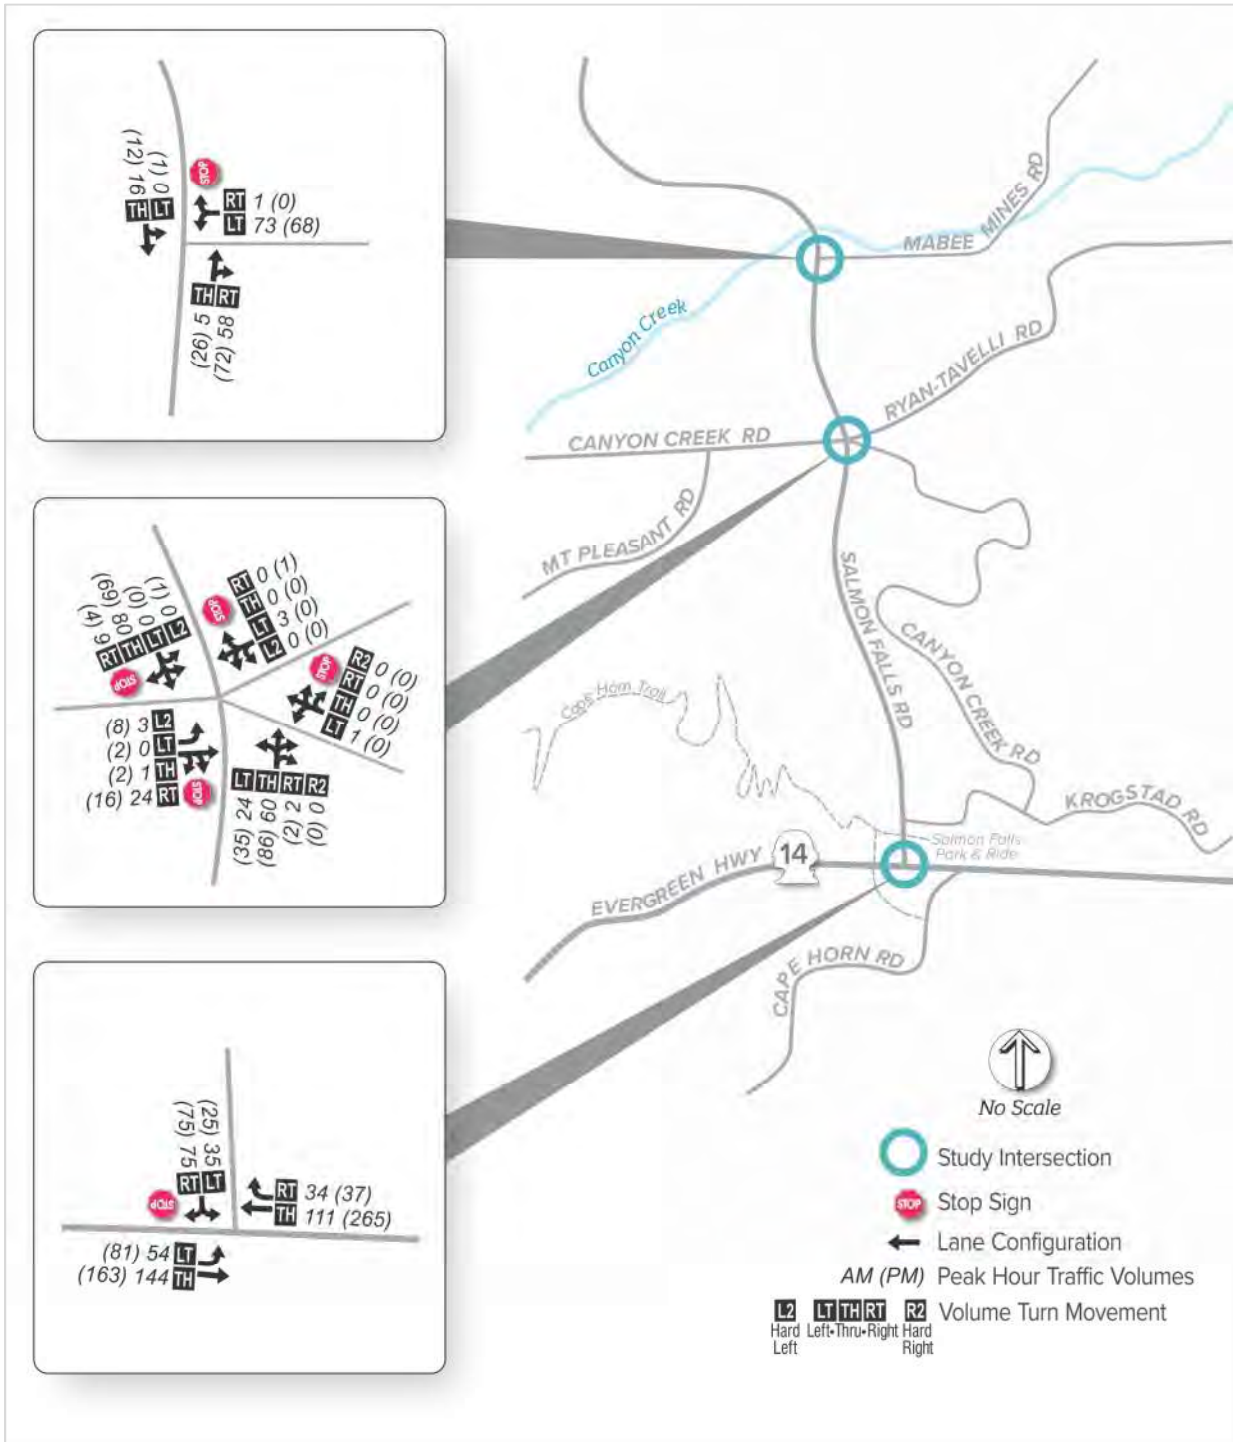 (1) 0
(12) 16
TH LT
STOP
RT 1 (0)
LT 73 (68)
TH RT
(26) 5
(72) 58
(1) 0
(0) 0
(69) 80
(4) 9
RT TH LT L2
STOP
STOP
RT 0 (1)
TH 0 (0)
LT 3 (0)
L2 0 (0)
STOP
R2 0 (0)
RT 0 (0)
TH 0 (0)
LT 1 (0)
(8) 3 L2
(2) 0 LT
(2) 1 TH
(16) 24 RT
STOP
LT TH RT R2
(35) 24
(86) 60
(2) 2
(0) 0
(25) 35
(75) 75
RT LT
STOP
RT 34 (37)
TH 111 (265)
(81) 54 LT
(163) 144 TH
MABEE MINES RD
Canyon Creek
RYAN-TAVELLI RD
CANYON CREEK RD
MT PLEASANT RD
SALMON FALLS RD
CANYON CREEK RD
Cape Horn Trail
KROGSTAD RD
Salmon Falls
Park & Ride
EVERGREEN HWY
14
CAPE HORN RD
No Scale
Study Intersection
STOP Stop Sign
Lane Configuration
AM (PM) Peak Hour Traffic Volumes
L2 LT TH RT R2 Volume Turn Movement
Hard Left•Thru•Right Hard
Left Right